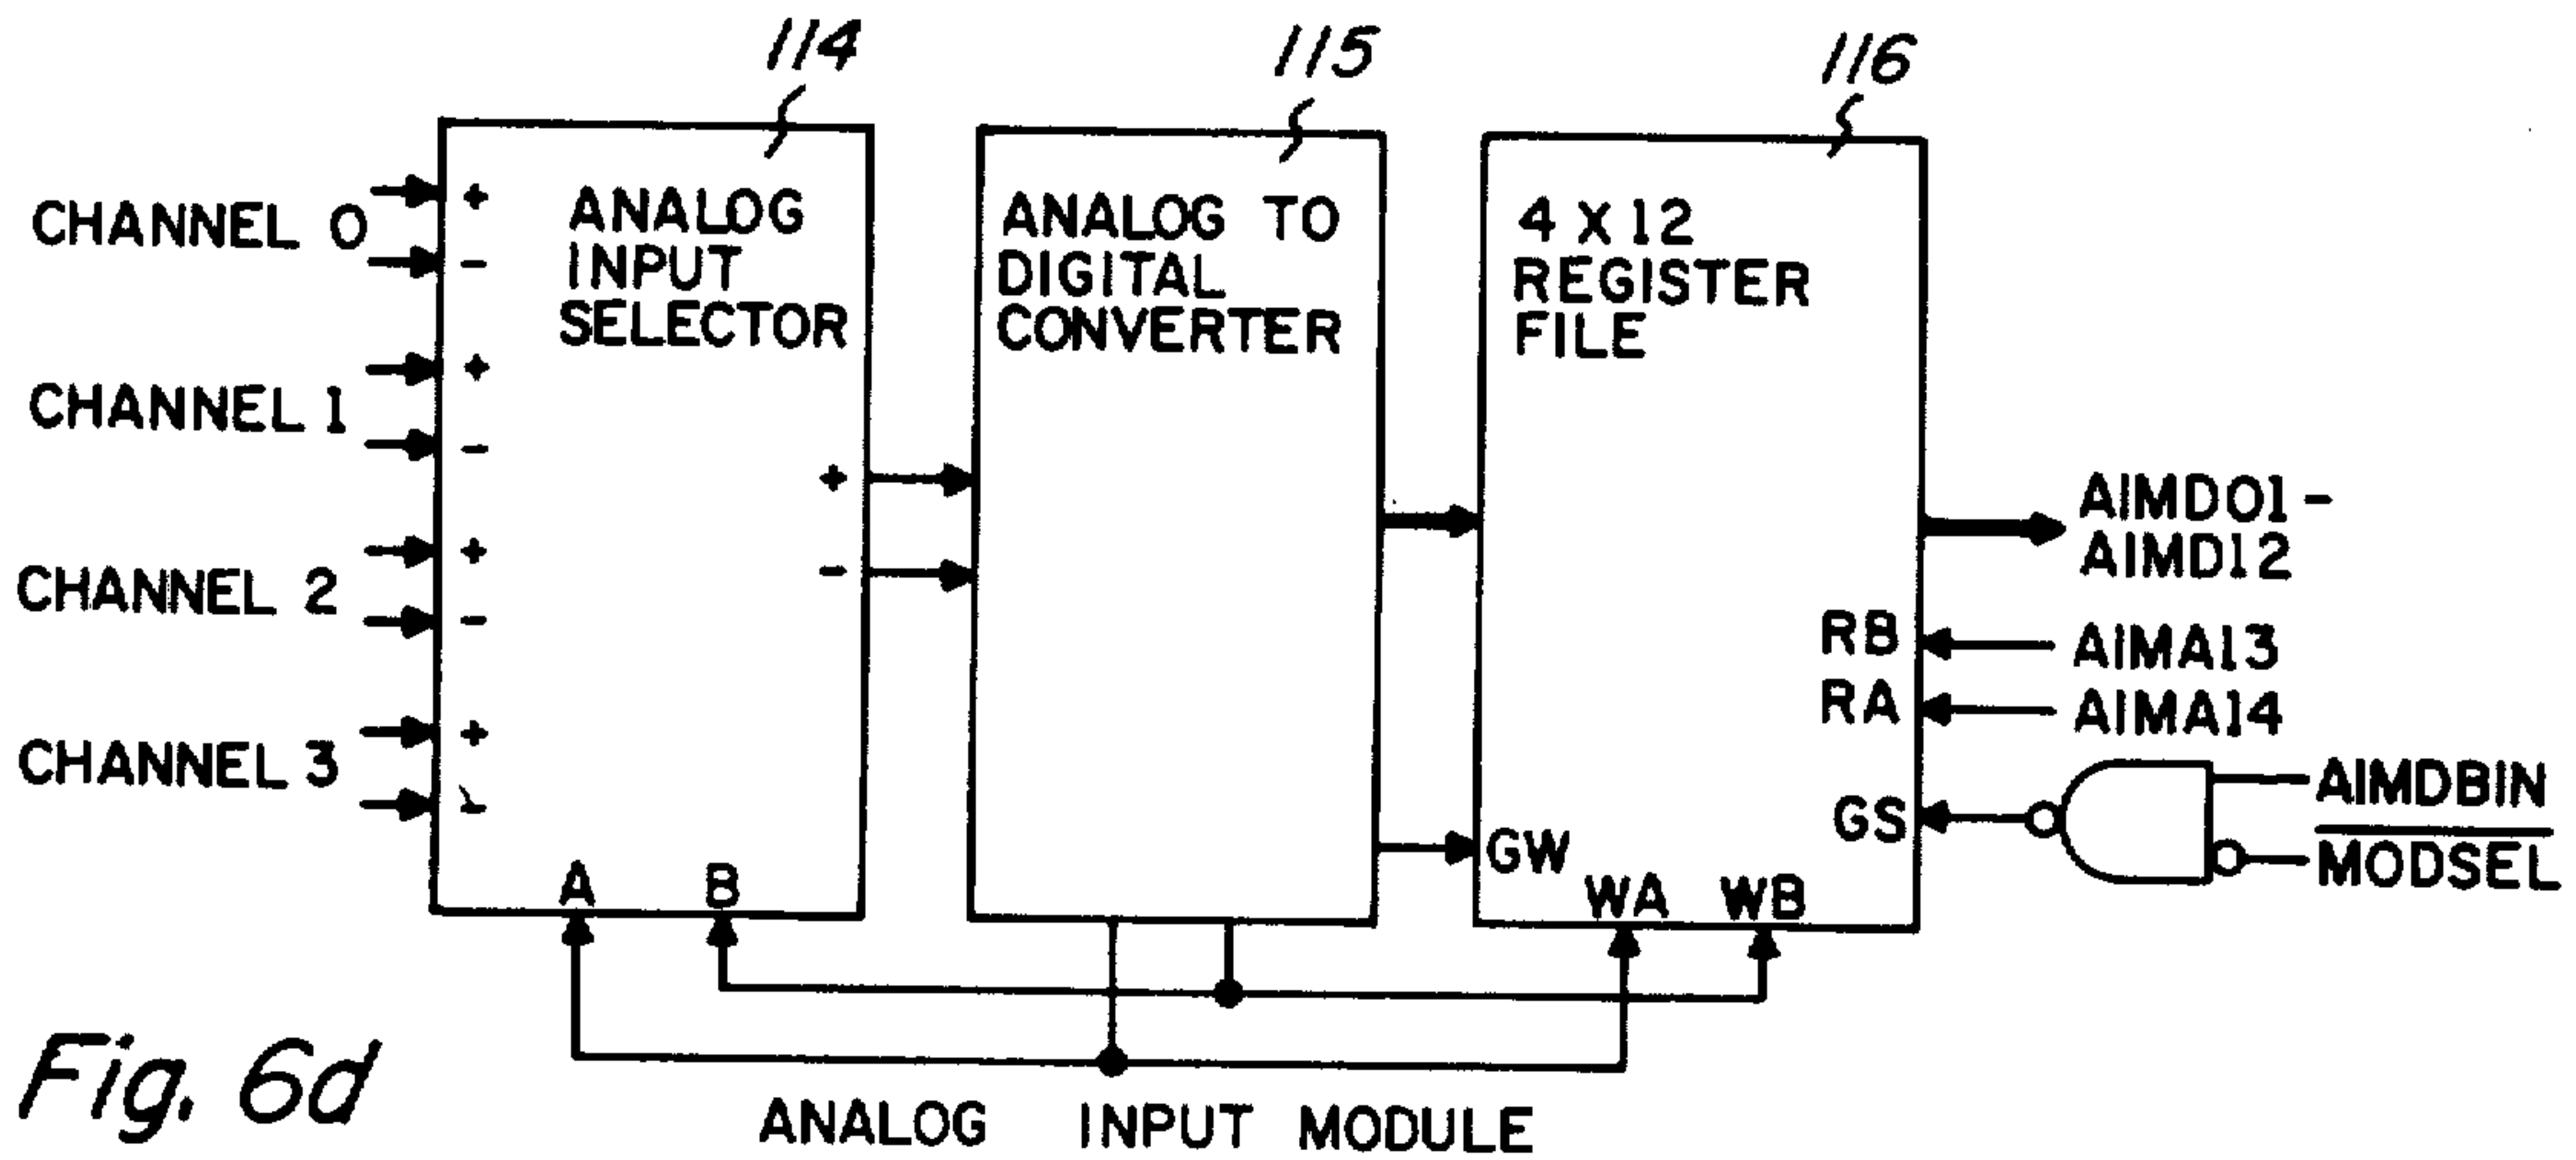 114
115
116
CHANNEL 0
+
-
CHANNEL 1
+
-
CHANNEL 2
+
-
CHANNEL 3
+
-
ANALOG
INPUT
SELECTOR
+
-
A
B
ANALOG TO
DIGITAL
CONVERTER
4 X 12
REGISTER
FILE
GW
WA
WB
RB
RA
GS
AIMD01-
AIMD12
AIMA13
AIMA14
AIMDBIN
MODSEL
Fig. 6d
ANALOG INPUT MODULE